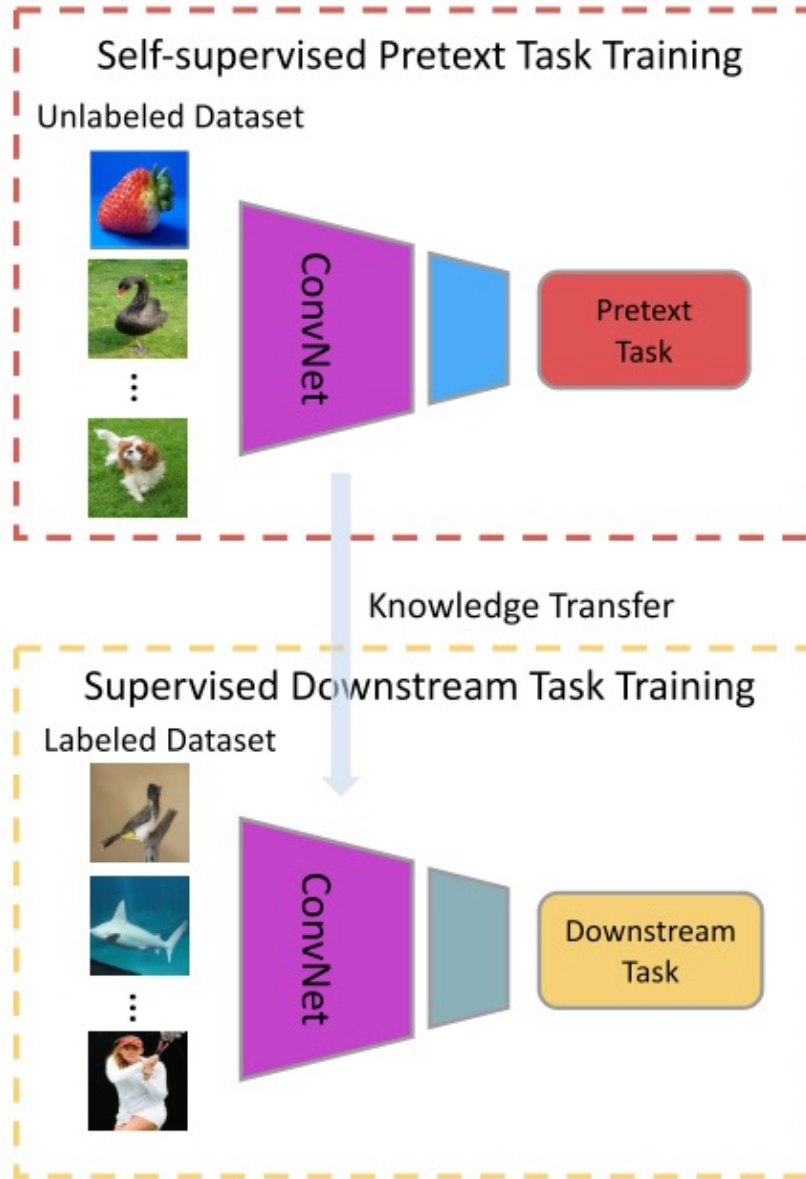 Self-supervised Pretext Task Training
Unlabeled Dataset
ConvNet
Pretext
Task
Knowledge Transfer
Supervised Downstream Task Training
Labeled Dataset
ConvNet
Downstream
Task